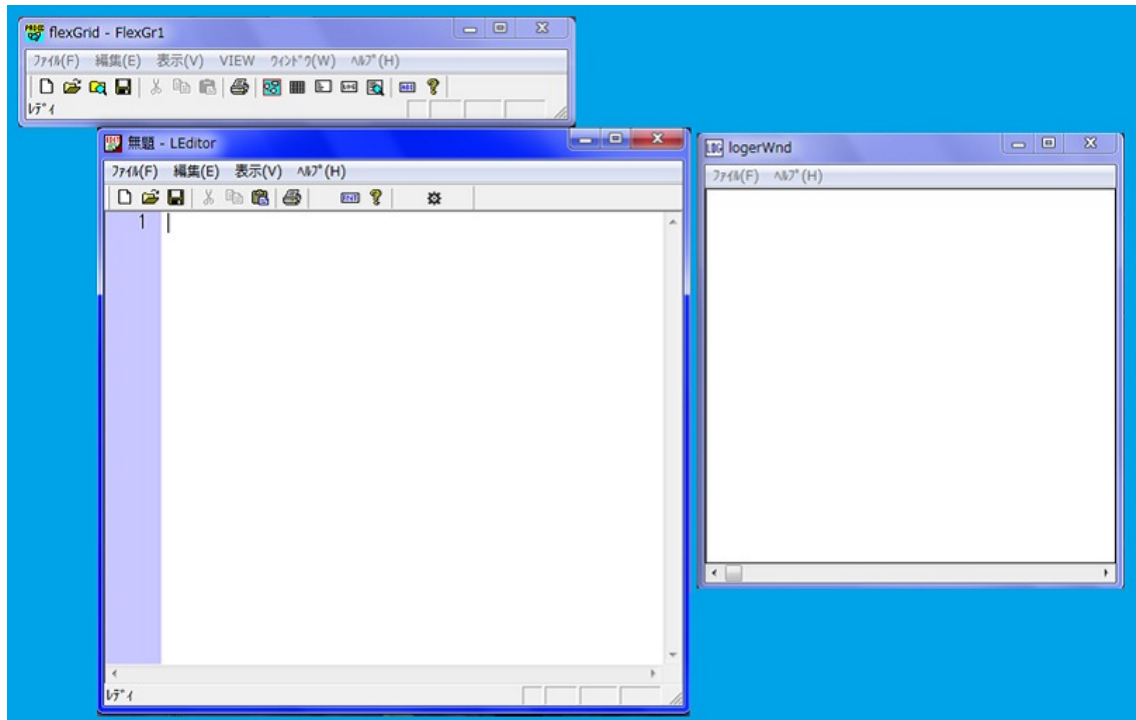 flexGrid - FlexGr1
ﾌｧｲﾙ(F) 編集(E) 表示(V) VIEW ｳｨﾝﾄﾞｳ(W) ﾍﾙﾌﾟ(H)
ﾚﾃﾞｨ
無題 - LEditor
ﾌｧｲﾙ(F) 編集(E) 表示(V) ﾍﾙﾌﾟ(H)
1
ﾚﾃﾞｨ
LOG logerWnd
ﾌｧｲﾙ(F) ﾍﾙﾌﾟ(H)